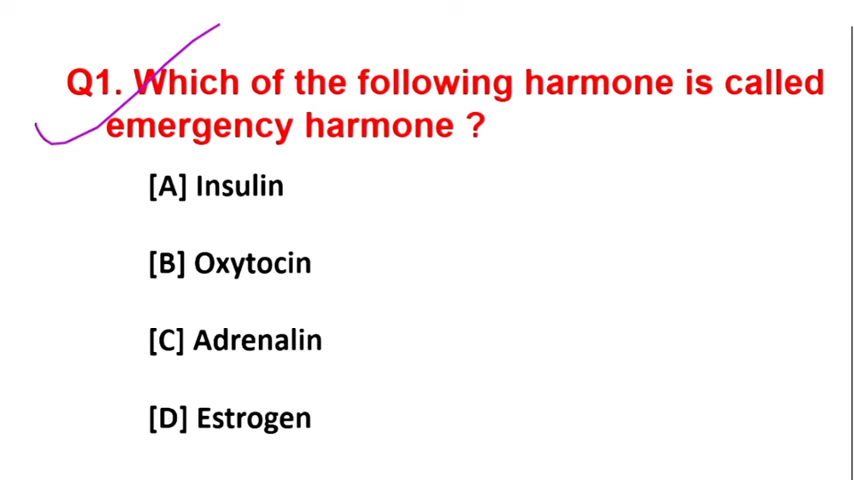 Q1. Which of the following harmone is called
emergency harmone ?
[A] Insulin
[B] Oxytocin
[C] Adrenalin
[D] Estrogen